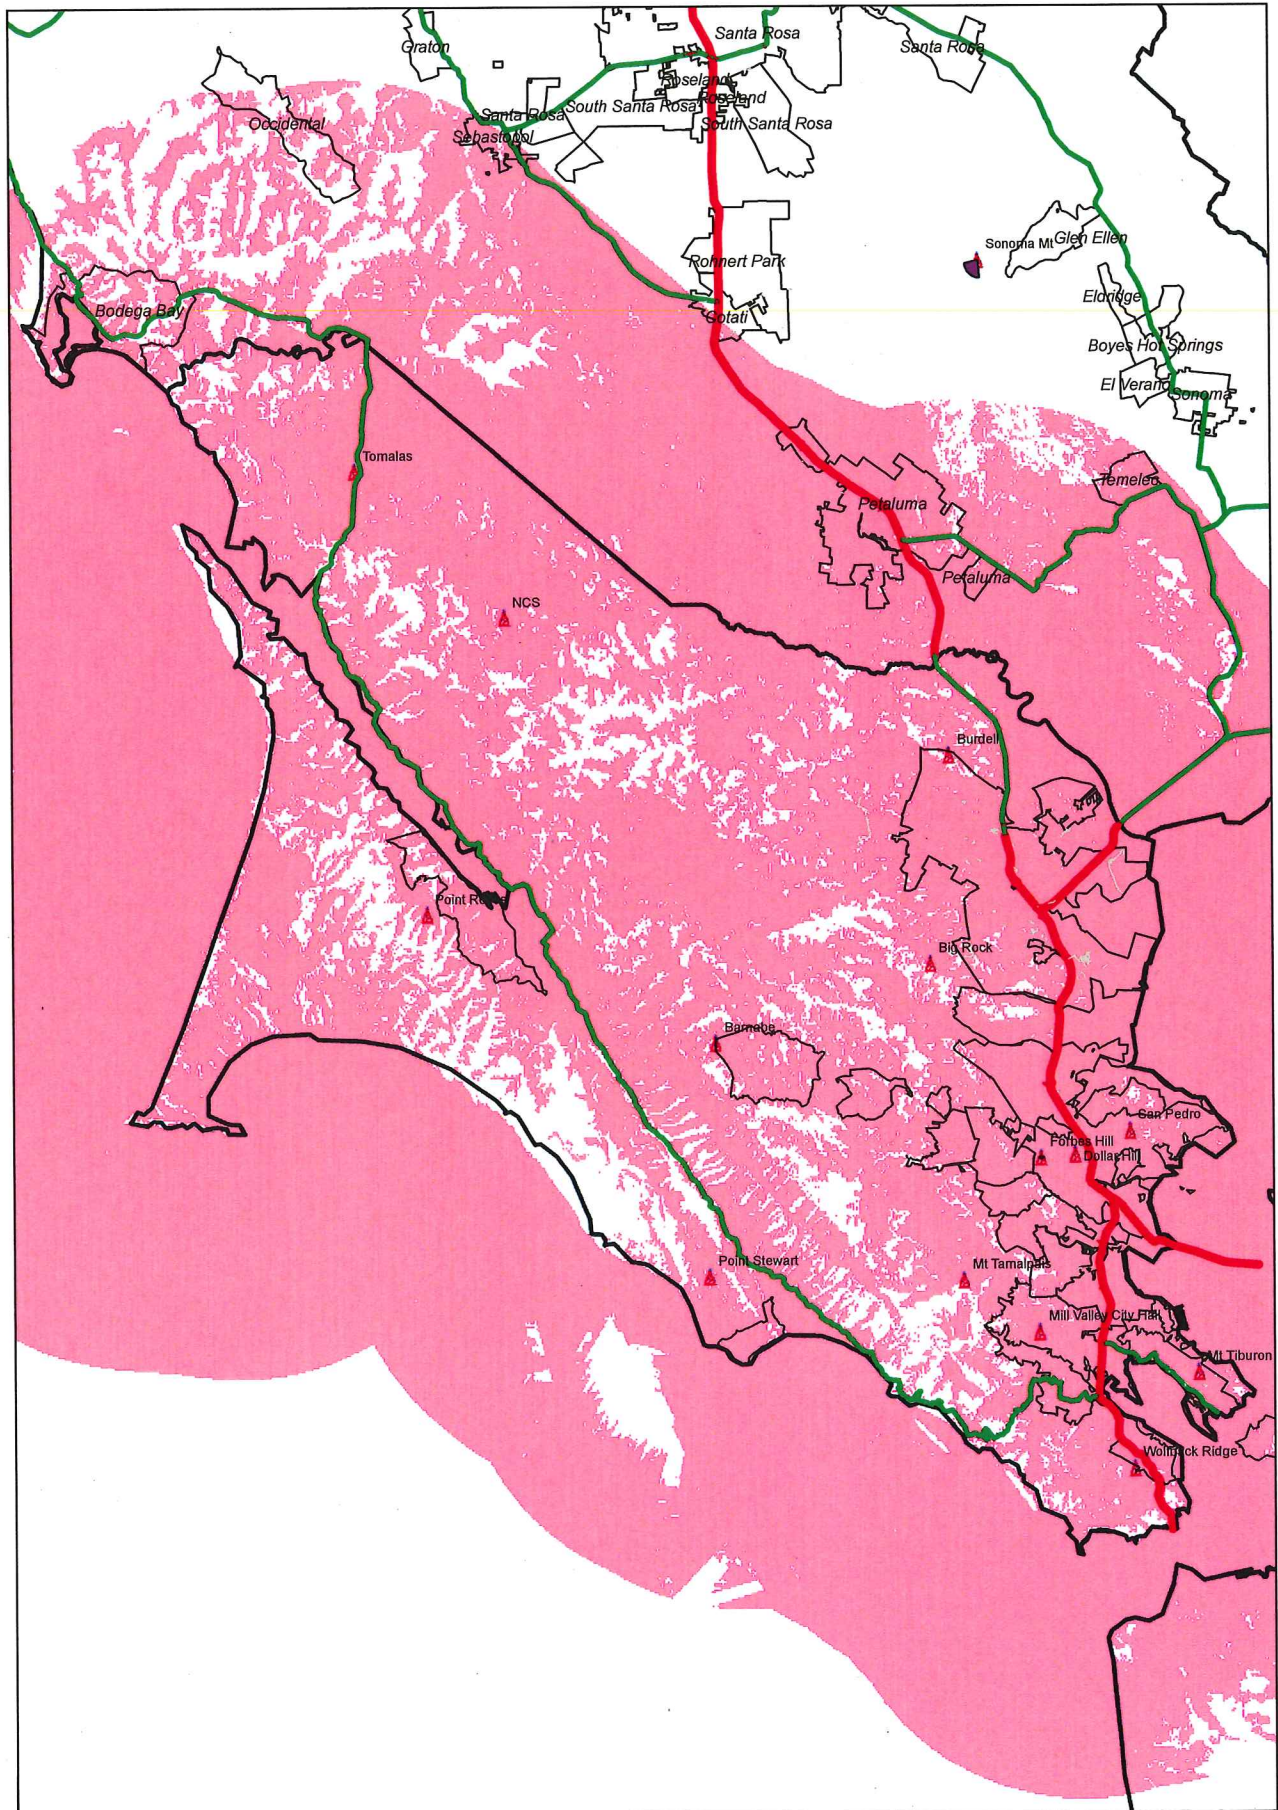 Santa Rosa
Graton
Santa Rosa
Roseland
Roseland
South Santa Rosa
Santa Rosa
Occidental
South Santa Rosa
Sebastopol
Glen Ellen
Sonoma Mt
Rohnert Park
Eldridge
Bodega Bay
Cotati
Boyes Hot Springs
El Verano
Sonoma
Tomalas
Temelec
Petaluma
Petaluma
NCS
Burdell
Point Reyes
Big Rock
Barnabe
San Pedro
Forbes Hill
Dollar Hill
Point Stewart
Mt Tamalpais
Mill Valley City Hall
Mt Tiburon
Wolfback Ridge